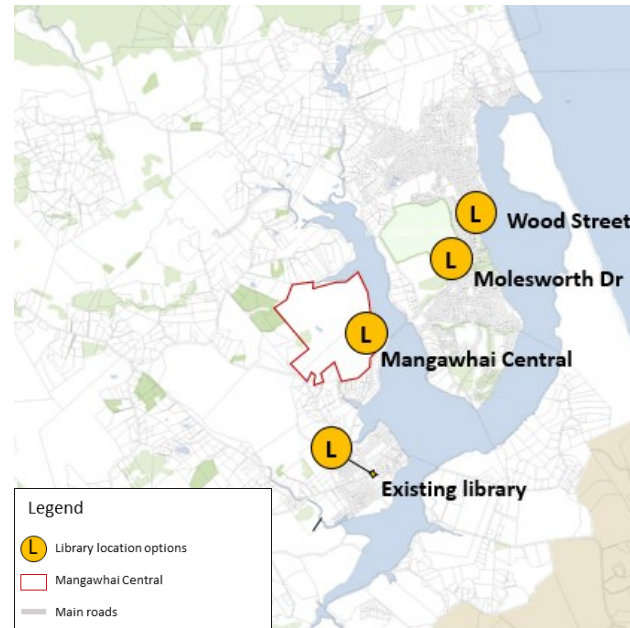 L
Wood Street
L
Molesworth Dr
L
Mangawhai Central
L
Existing library
Legend
L Library location options
Mangawhai Central
Main roads